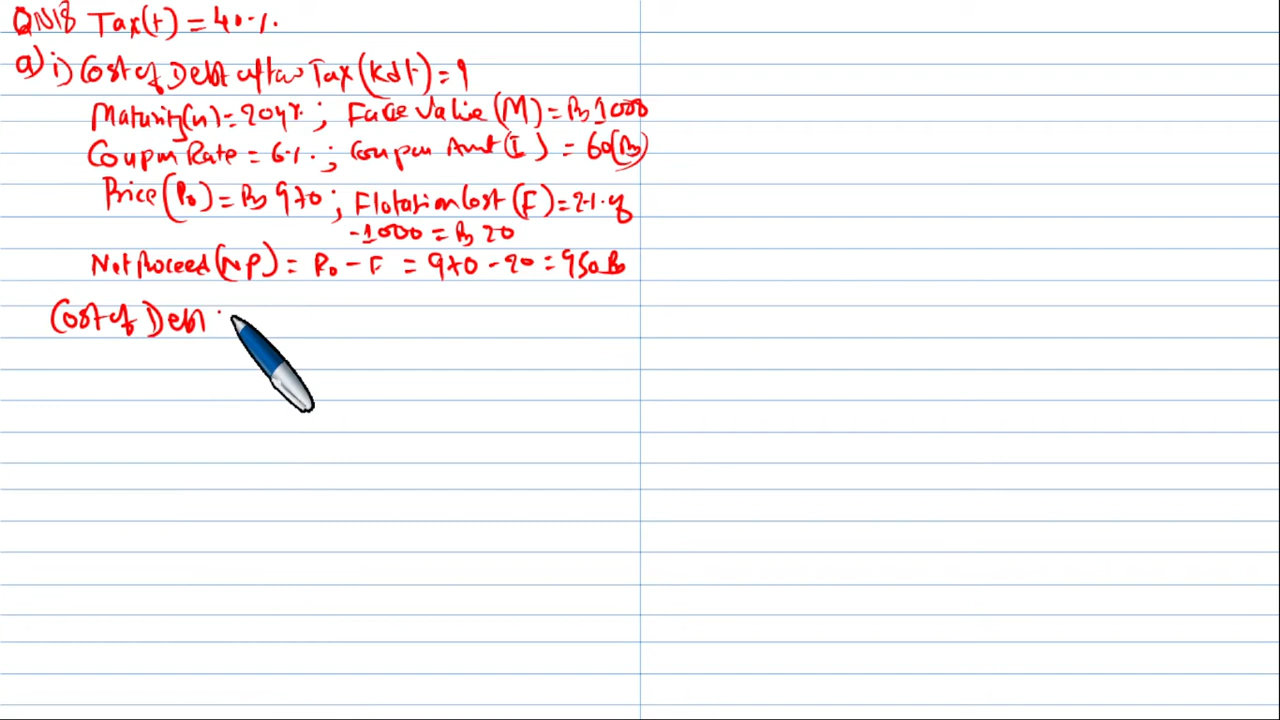 QN18 Tax(t) = 40%.
a) i) Cost of Debt after Tax (Kdt) = ?
Maturity(n) = 20 yr. ; Face Value (M) = Rs 1000
Coupon Rate = 6%. ; Coupon Amt (I) = 60 (Rs)
Price (P0) = Rs 970 ; Flotation Cost (F) = 2%. of
1000 = Rs 20
Net Proceed (NP) = P0 - F = 970 - 20 = 950 Rs
Cost of Debt